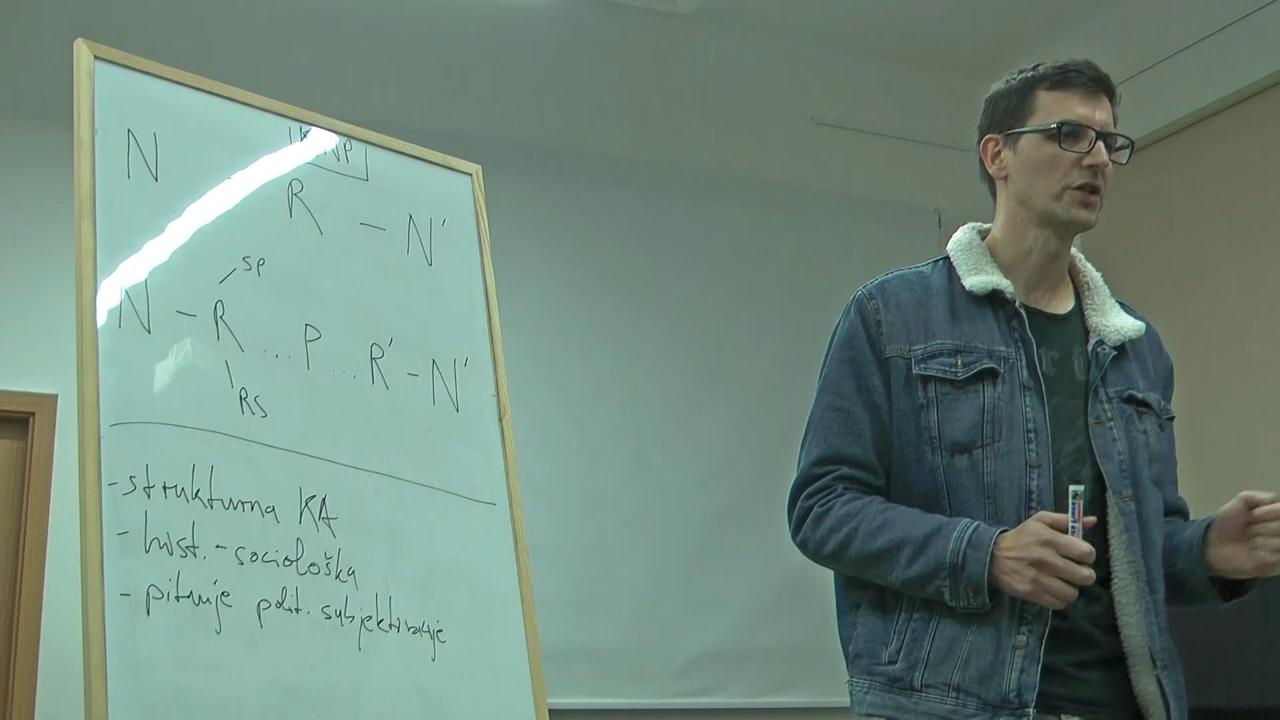 N
R - N'
SP
N - R ... P ... R' - N'
RS
- strukturna KA
- hist. - sociološka
- pitanje polit. subjektivacije